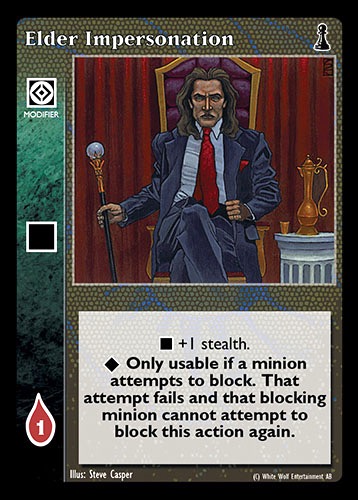 Elder Impersonation
MODIFIER
+1 stealth.
Only usable if a minion
attempts to block. That
attempt fails and that blocking
minion cannot attempt to
block this action again.
1
Illus: Steve Casper
(C) White Wolf Entertainment AB